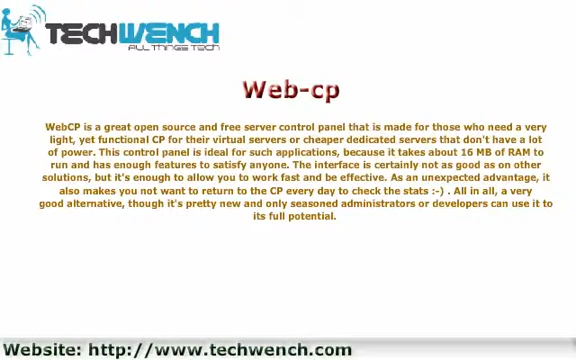 TECHWENCH
ALL THINGS TECH
Web-cp
WebCP is a great open source and free server control panel that is made for those who need a very
light, yet functional CP for their virtual servers or cheaper dedicated servers that don't have a lot
of power. This control panel is ideal for such applications, because it takes about 16 MB of RAM to
run and has enough features to satisfy anyone. The interface is certainly not as good as on other
solutions, but it's enough to allow you to work fast and be effective. As an unexpected advantage, it
also makes you not want to return to the CP every day to check the stats :-) . All in all, a very
good alternative, though it's pretty new and only seasoned administrators or developers can use it to
its full potential.
Website: http://www.techwench.com